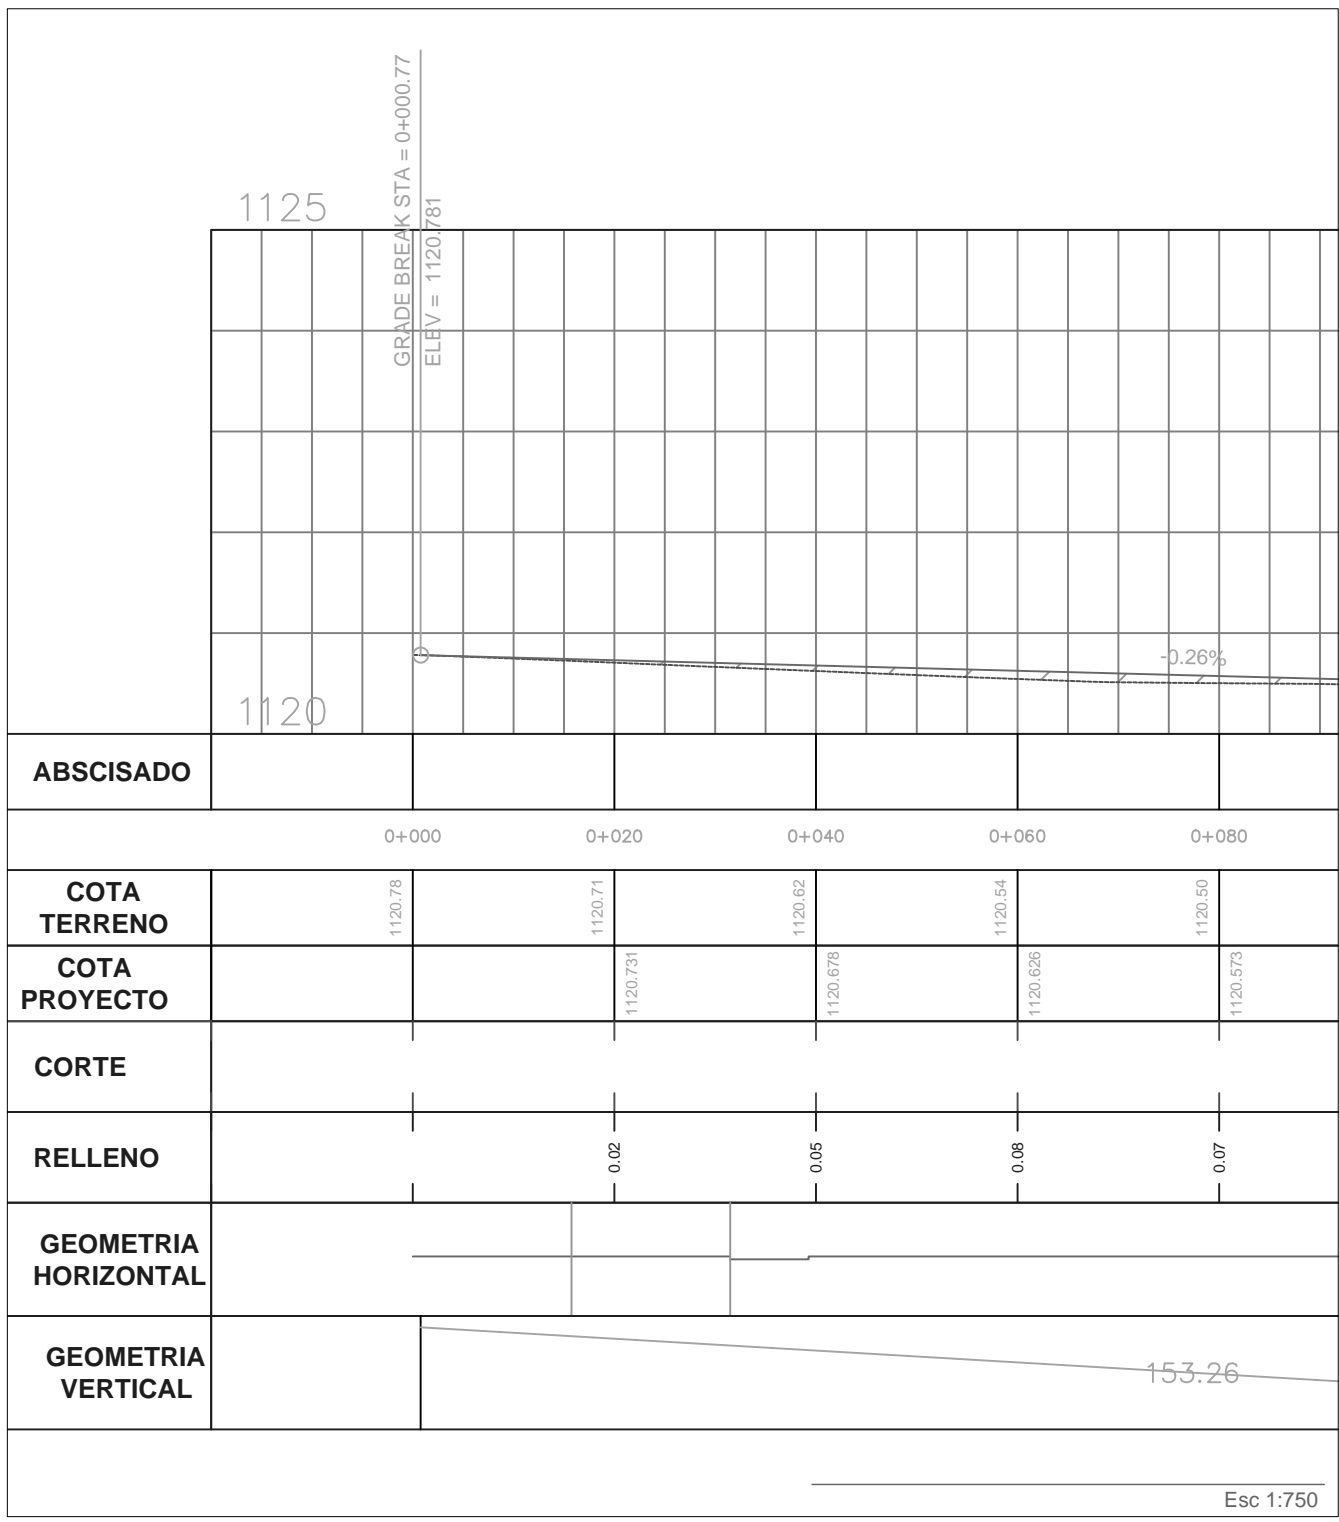 GRADE BREAK STA = 0+000.77
ELEV = 1120.781
1125
-0.26%
1120
ABSCISADO
0+000 0+020 0+040 0+060 0+080
COTA
TERRENO
1120.78 1120.71 1120.62 1120.54 1120.50
COTA
PROYECTO
1120.731 1120.678 1120.626 1120.573
CORTE
RELLENO
0.02 0.05 0.08 0.07
GEOMETRIA
HORIZONTAL
GEOMETRIA
VERTICAL
153.26
Esc 1:750